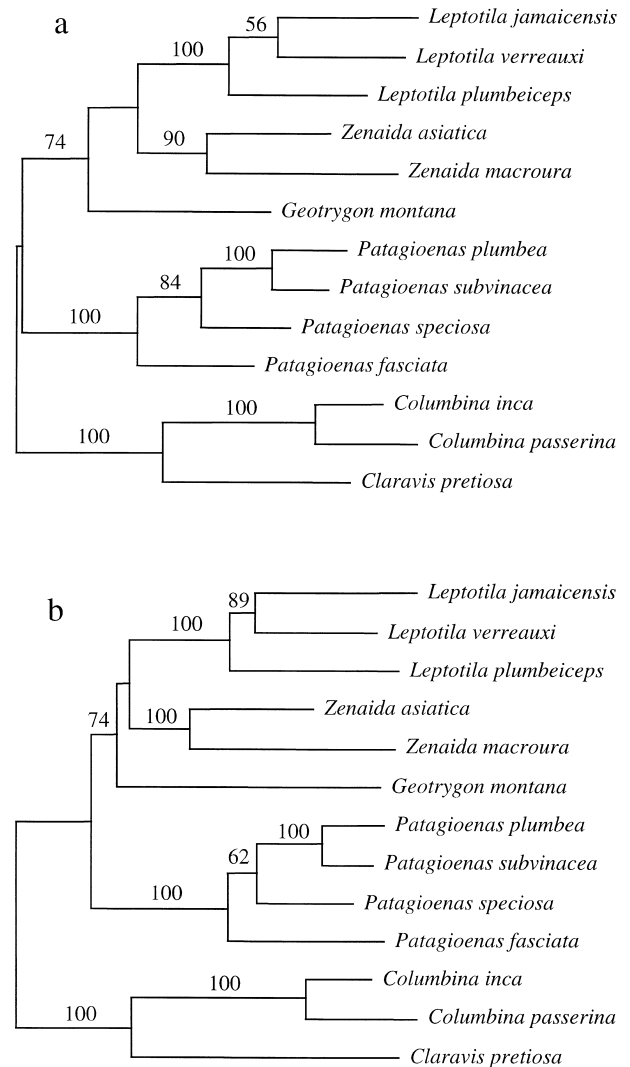 a
Leptotila jamaicensis
56
100
Leptotila verreauxi
Leptotila plumbeiceps
Zenaida asiatica
90
74
Zenaida macroura
Geotrygon montana
Patagioenas plumbea
100
84
Patagioenas subvinacea
100
Patagioenas speciosa
Patagioenas fasciata
Columbina inca
100
100
Columbina passerina
Claravis pretiosa
b
Leptotila jamaicensis
89
100
Leptotila verreauxi
Leptotila plumbeiceps
Zenaida asiatica
74
100
Zenaida macroura
Geotrygon montana
Patagioenas plumbea
100
62
Patagioenas subvinacea
100
Patagioenas speciosa
Patagioenas fasciata
Columbina inca
100
100
Columbina passerina
Claravis pretiosa